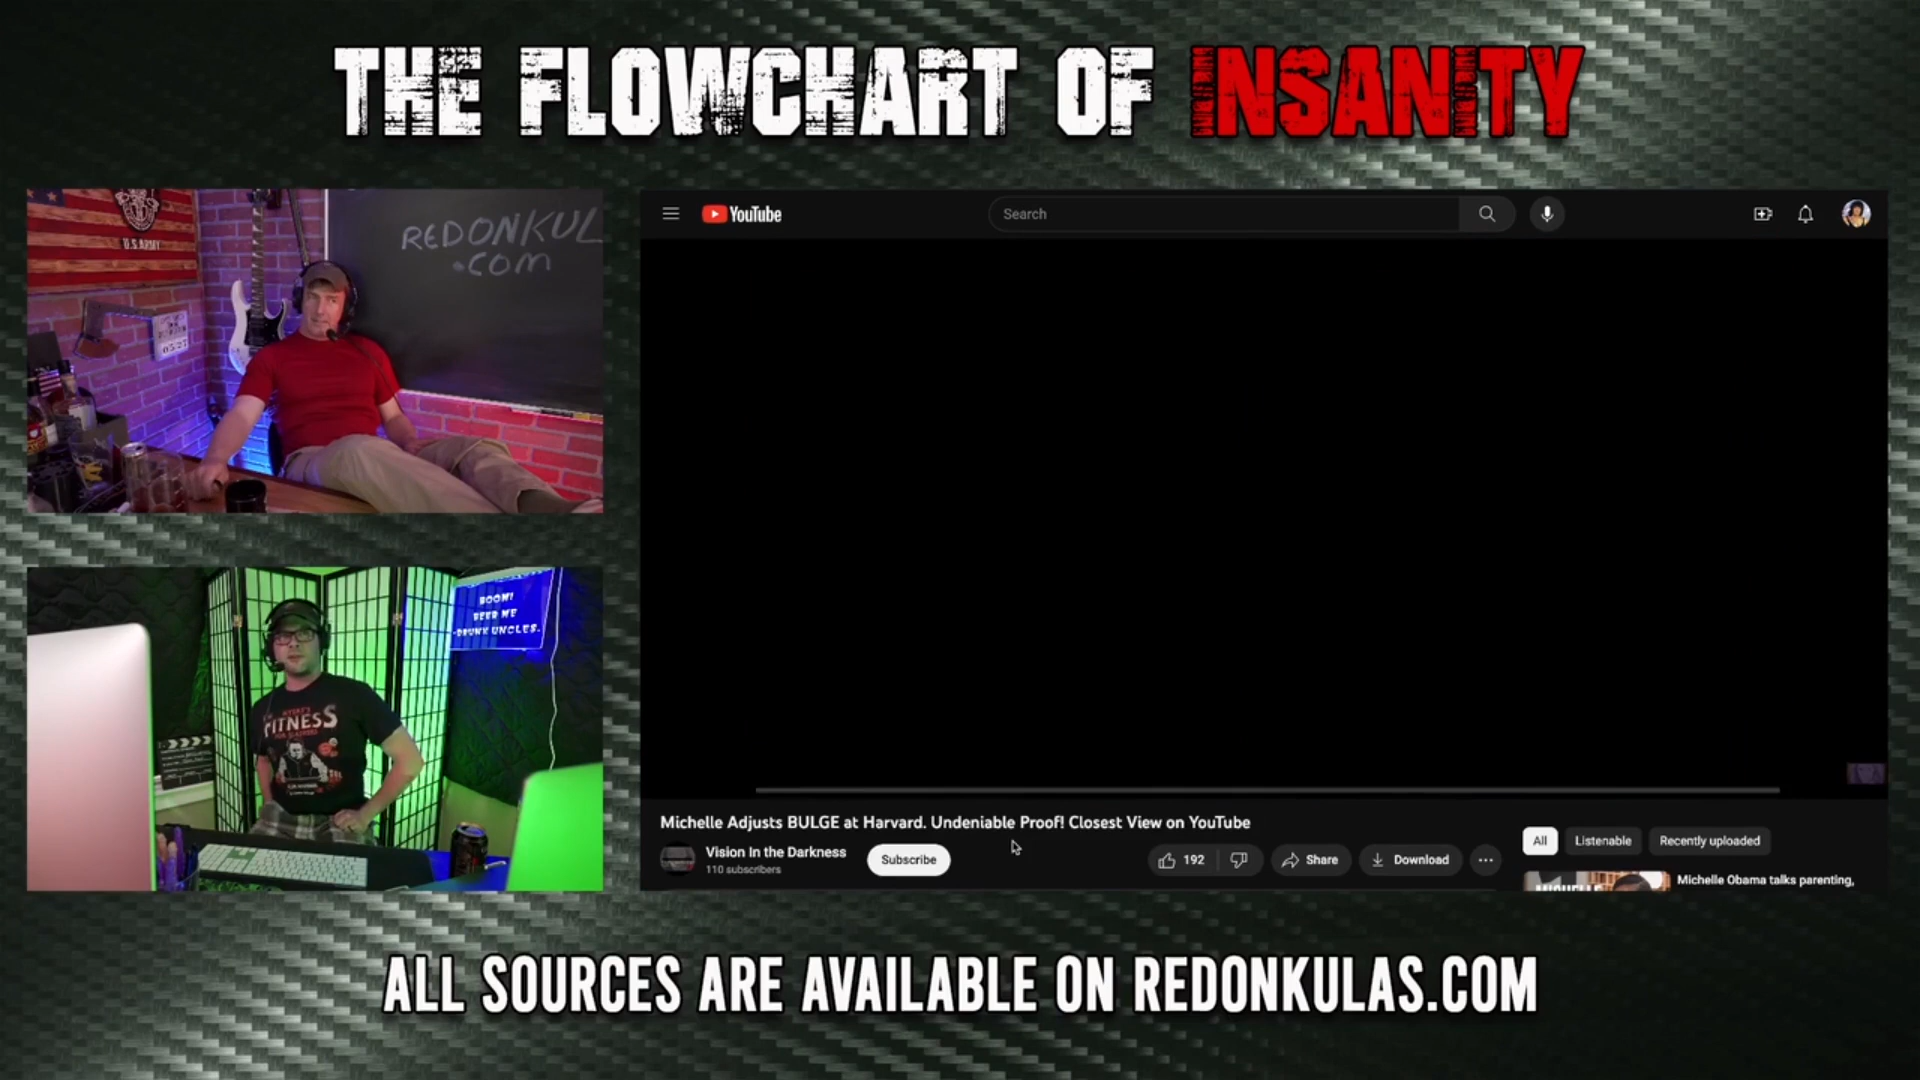 THE FLOWCHART OF INSANITY
U.S. ARMY
REDONKUL
.COM
05:27
YouTube
Search
BOOM!
BEER ME
-DRUNK UNCLES.
FITNESS
Michelle Adjusts BULGE at Harvard. Undeniable Proof! Closest View on YouTube
Vision In the Darkness
110 subscribers
Subscribe
192
Share
Download
All
Listenable
Recently uploaded
Michelle Obama talks parenting,
ALL SOURCES ARE AVAILABLE ON REDONKULAS.COM